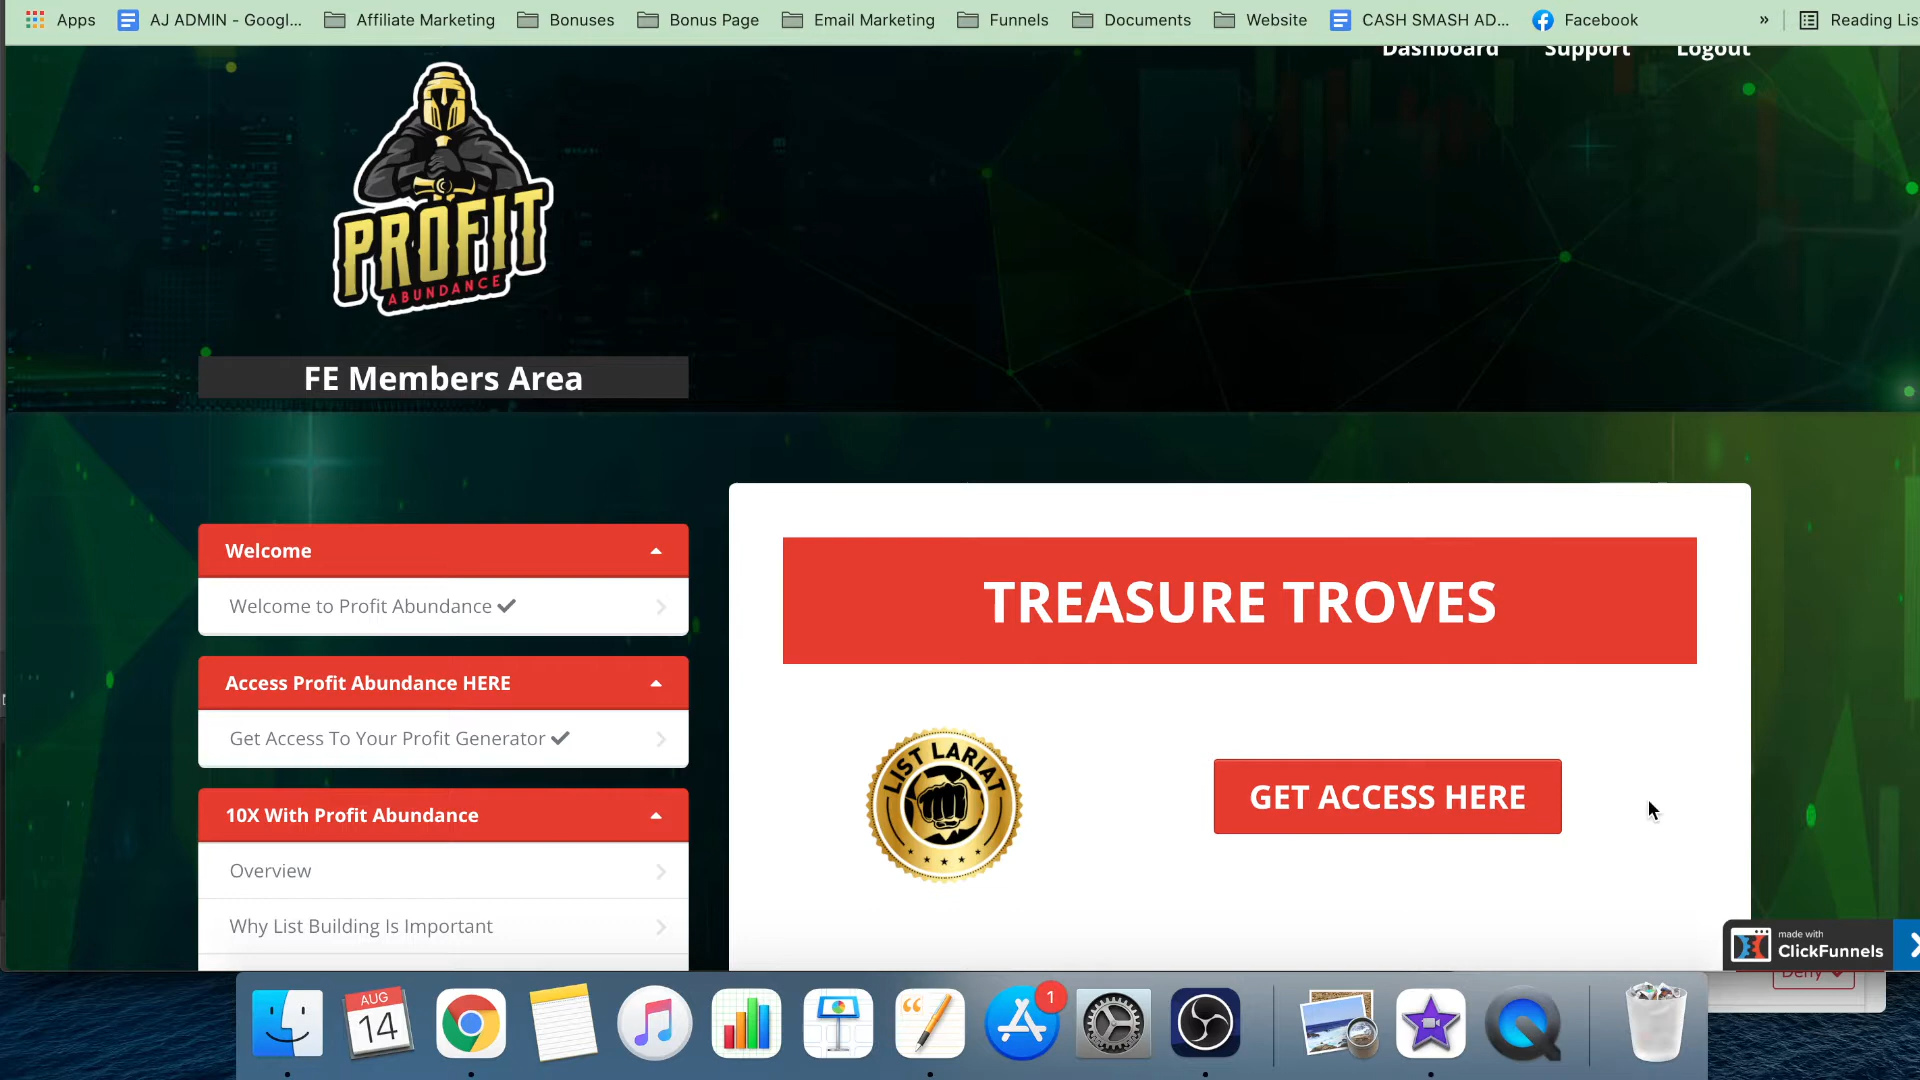 Apps AJ ADMIN - Googl... Affiliate Marketing Bonuses Bonus Page Email Marketing Funnels Documents Website CASH SMASH AD... Facebook » Reading Lis
Dashboard Support Logout
PROFIT
ABUNDANCE
FE Members Area
Welcome
Welcome to Profit Abundance
Access Profit Abundance HERE
Get Access To Your Profit Generator
10X With Profit Abundance
Overview
Why List Building Is Important
TREASURE TROVES
LIST LARIAT
GET ACCESS HERE
made with
ClickFunnels
Deny
AUG
14
1